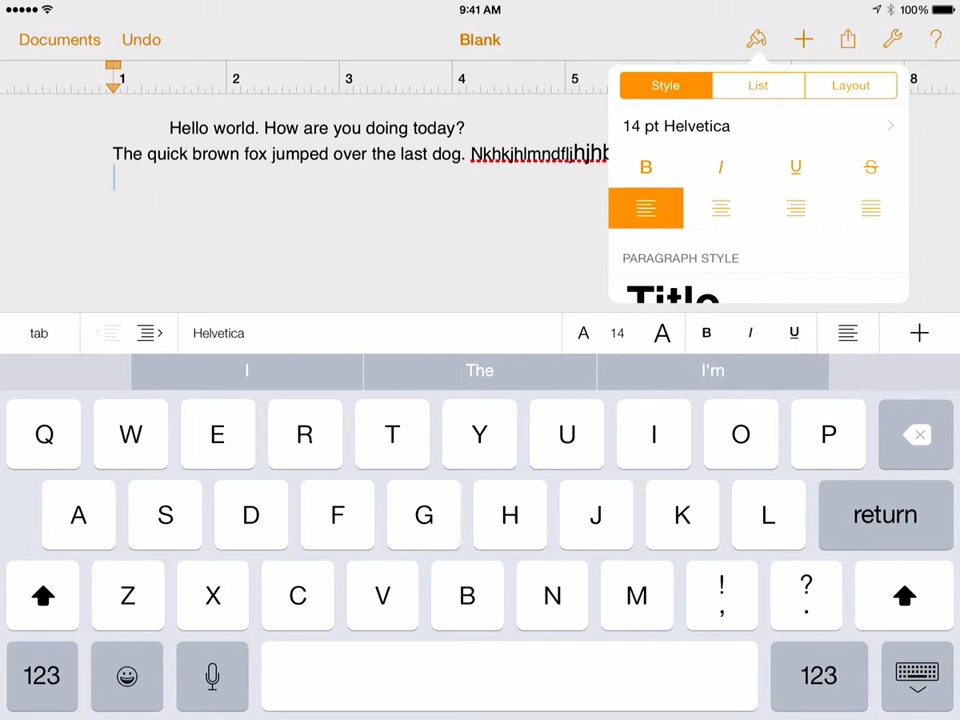 9:41 AM
100%
Documents Undo Blank ?
1 2 3 4 5 8
Style List Layout
Hello world. How are you doing today?
14 pt Helvetica
The quick brown fox jumped over the last dog.
B I U S
PARAGRAPH STYLE
Title
tab Helvetica A 14 A B I U
I The I'm
Q W E R T Y U I O P
A S D F G H J K L return
Z X C V B N M ! , ? .
123 123